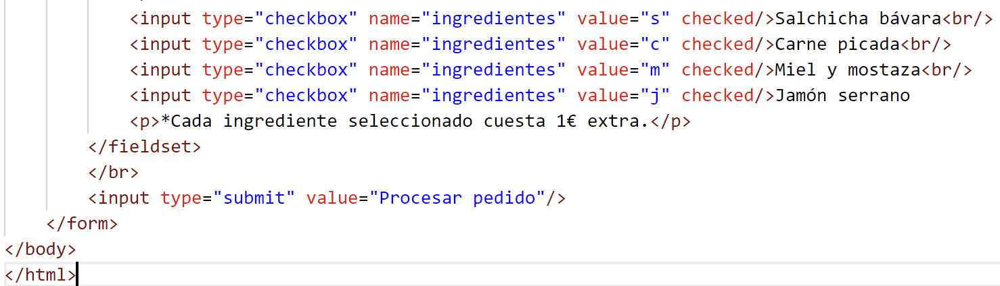 <input type="checkbox" name="ingredientes" value="s" checked/>Salchicha bávara<br/>
<input type="checkbox" name="ingredientes" value="c" checked/>Carne picada<br/>
<input type="checkbox" name="ingredientes" value="m" checked/>Miel y mostaza<br/>
<input type="checkbox" name="ingredientes" value="j" checked/>Jamón serrano
<p>*Cada ingrediente seleccionado cuesta 1€ extra.</p>
</fieldset>
</br>
<input type="submit" value="Procesar pedido"/>
</form>
</body>
</html>